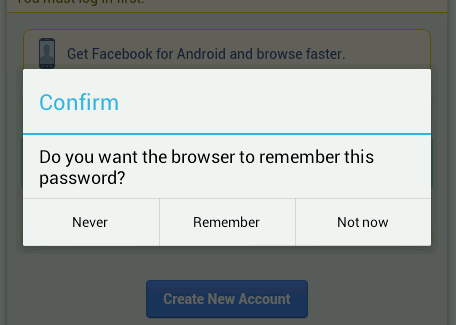 You must log in first.
Get Facebook for Android and browse faster.
Confirm
Do you want the browser to remember this
password?
Never
Remember
Not now
Create New Account